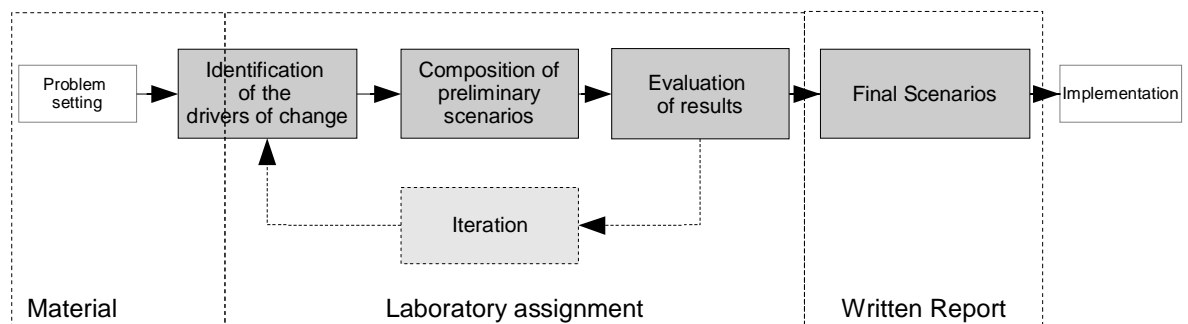 Problem
setting
Identification
of the
drivers of change
Composition of
preliminary
scenarios
Evaluation
of results
Final Scenarios
Implementation
Iteration
Material
Laboratory assignment
Written Report